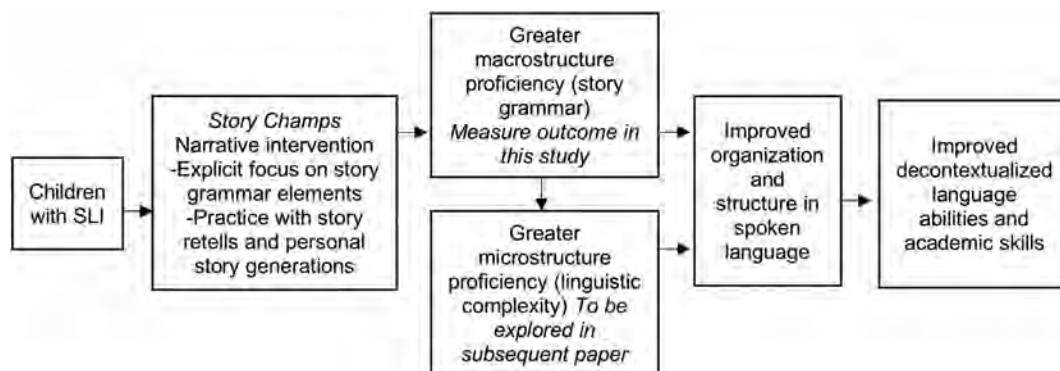 Children
with SLI
Story Champs
Narrative intervention
-Explicit focus on story
grammar elements
-Practice with story
retells and personal
story generations
Greater
macrostructure
proficiency (story
grammar)
Measure outcome in
this study
Greater
microstructure
proficiency (linguistic
complexity) To be
explored in
subsequent paper
Improved
organization
and
structure in
spoken
language
Improved
decontextualized
language
abilities and
academic skills